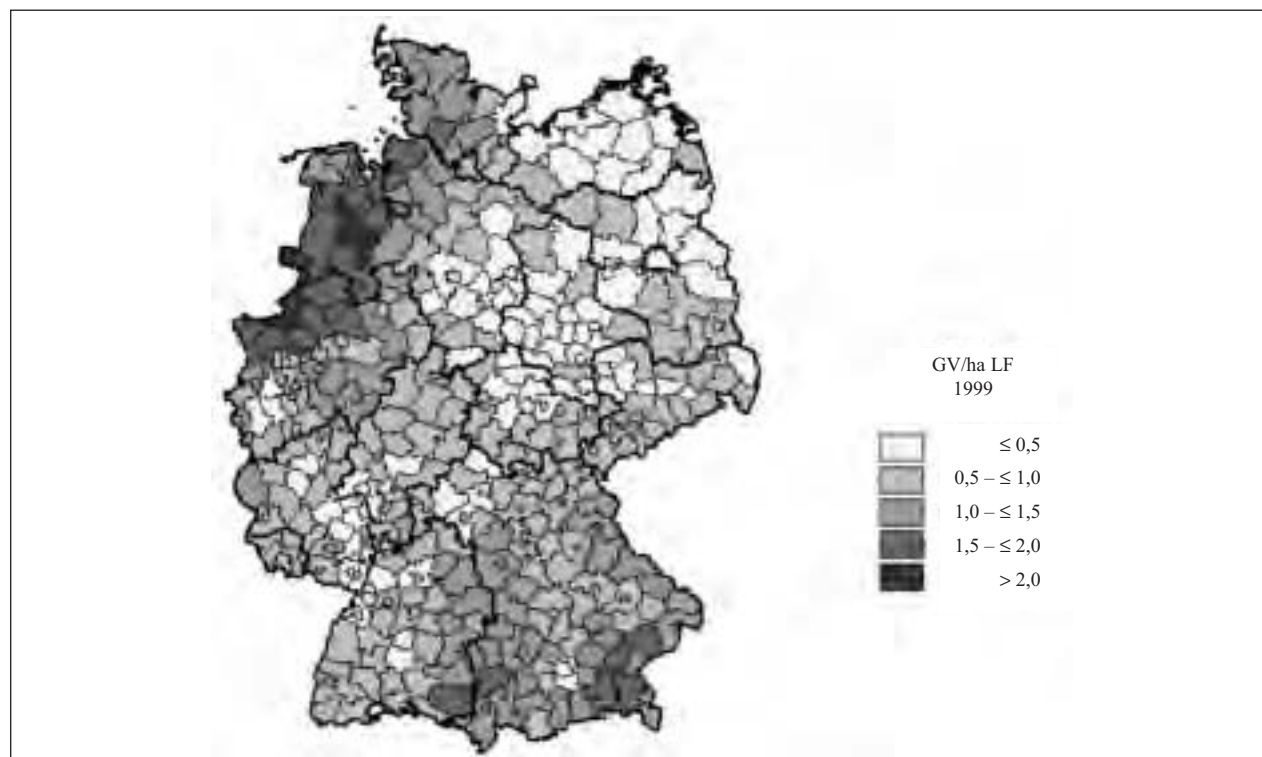 GV/ha LF
1999
≤ 0,5
0,5 – ≤ 1,0
1,0 – ≤ 1,5
1,5 – ≤ 2,0
> 2,0